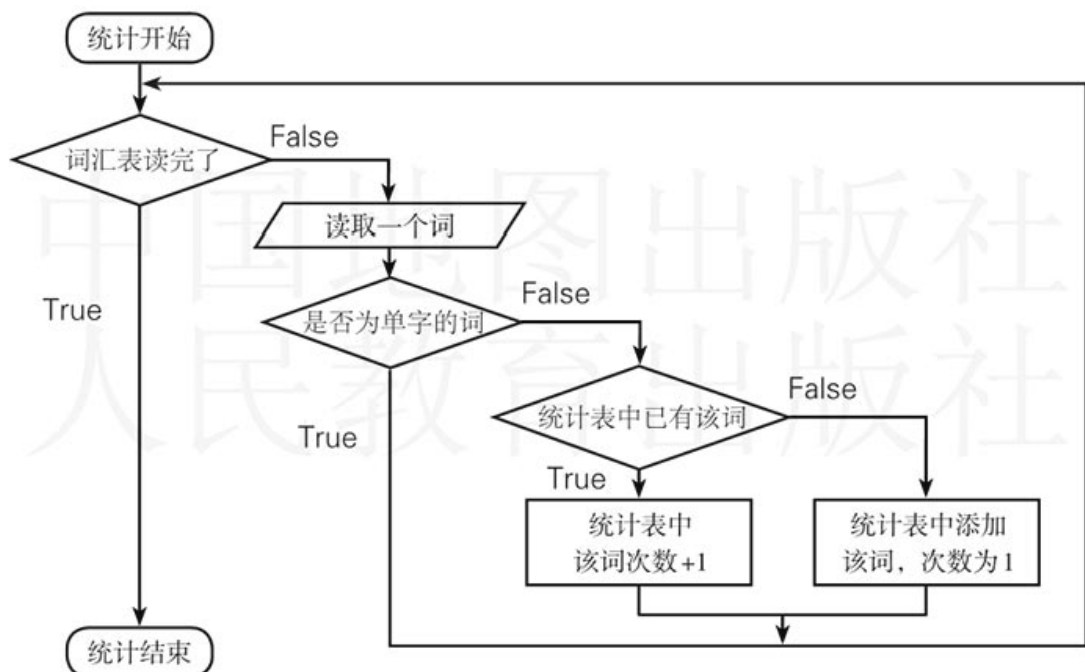 统计开始
False
词汇表读完了
读取一个词
True
False
是否为单字的词
False
True
统计表中已有该词
True
统计表中
该词次数+1
统计表中添加
该词，次数为1
统计结束
中国地图出版社
人民教育出版社